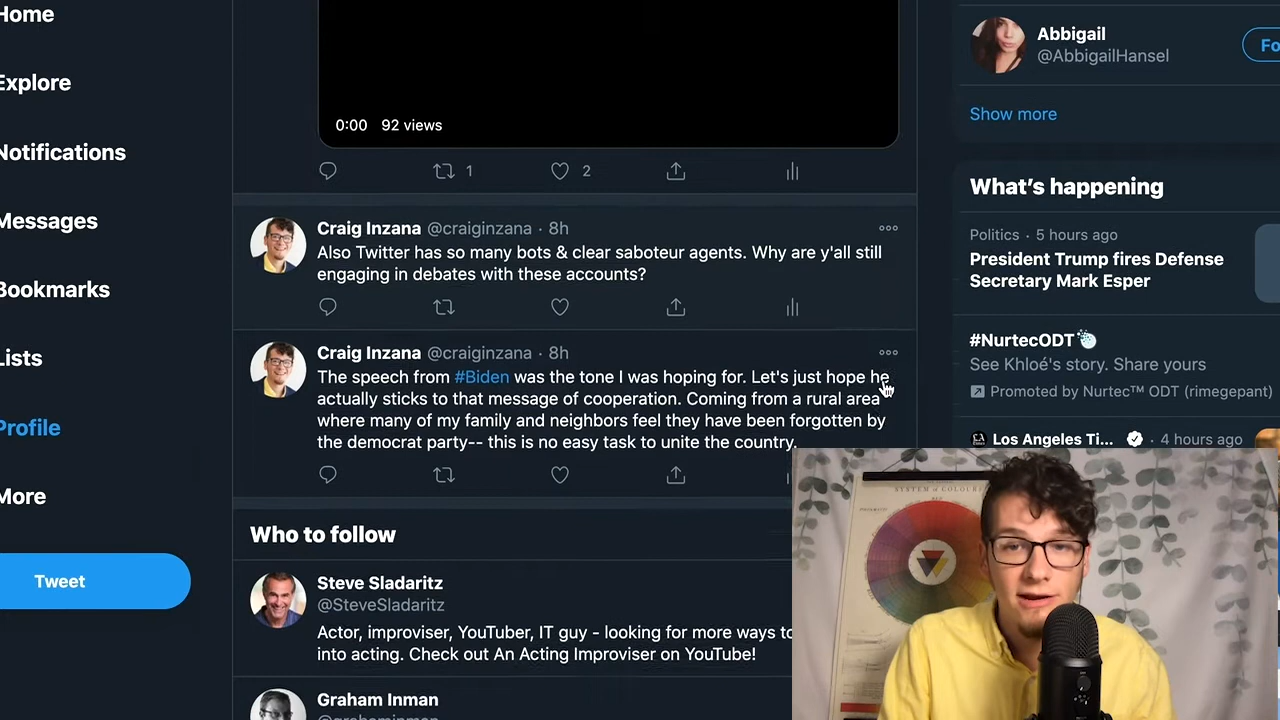 Home
Explore
Notifications
Messages
Bookmarks
Lists
Profile
More
Tweet
0:00 92 views
1 2
Craig Inzana @craiginzana · 8h
Also Twitter has so many bots & clear saboteur agents. Why are y'all still
engaging in debates with these accounts?
Craig Inzana @craiginzana · 8h
The speech from #Biden was the tone I was hoping for. Let's just hope he
actually sticks to that message of cooperation. Coming from a rural area
where many of my family and neighbors feel they have been forgotten by
the democrat party-- this is no easy task to unite the country.
Who to follow
Steve Sladaritz
@SteveSladaritz
Actor, improviser, YouTuber, IT guy - looking for more ways to
into acting. Check out An Acting Improviser on YouTube!
Graham Inman
@grahaminman
Abbigail
@AbbigailHansel
Fo
Show more
What's happening
Politics · 5 hours ago
President Trump fires Defense
Secretary Mark Esper
#NurtecODT
See Khloé's story. Share yours
Promoted by Nurtec™ ODT (rimegepant)
Los Angeles Ti... · 4 hours ago
SYSTEM of COLOUR